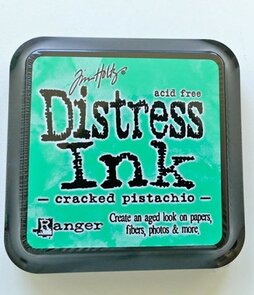 Tim Holtz®
acid free
Distress
Ink
— cracked pistachio —
Ranger
Create an aged look on papers,
fibers, photos & more.